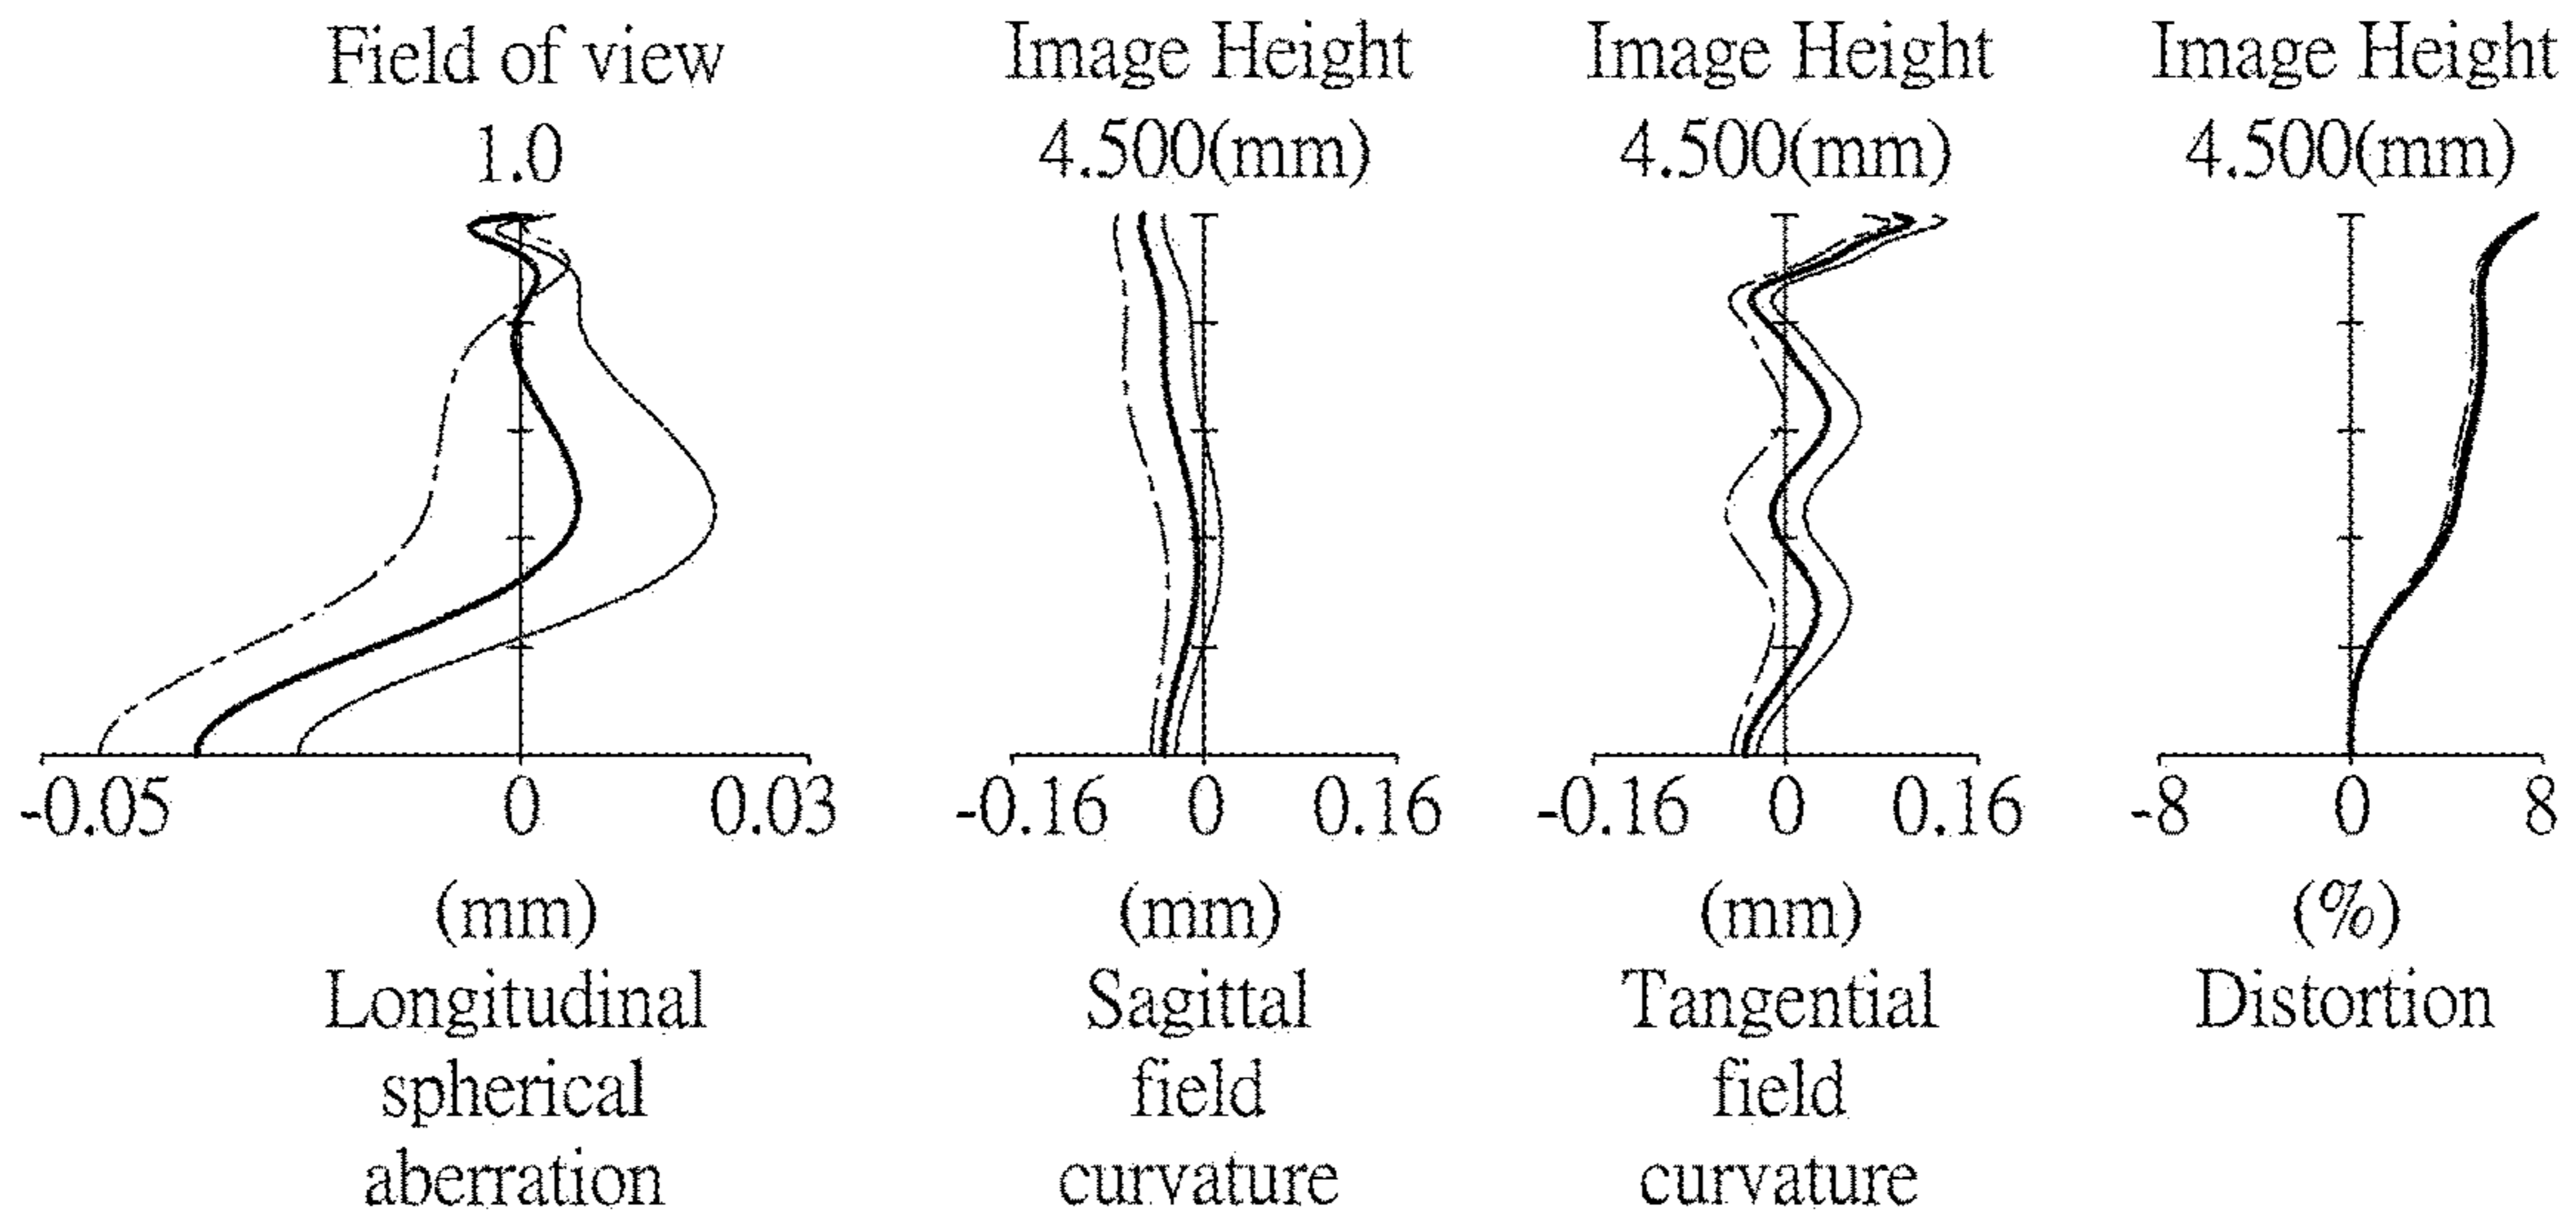 Field of view
1.0
-0.05 0 0.03
(mm)
Longitudinal
spherical
aberration
Image Height
4.500(mm)
-0.16 0 0.16
(mm)
Sagittal
field
curvature
Image Height
4.500(mm)
-0.16 0 0.16
(mm)
Tangential
field
curvature
Image Height
4.500(mm)
-8 0 8
(%)
Distortion